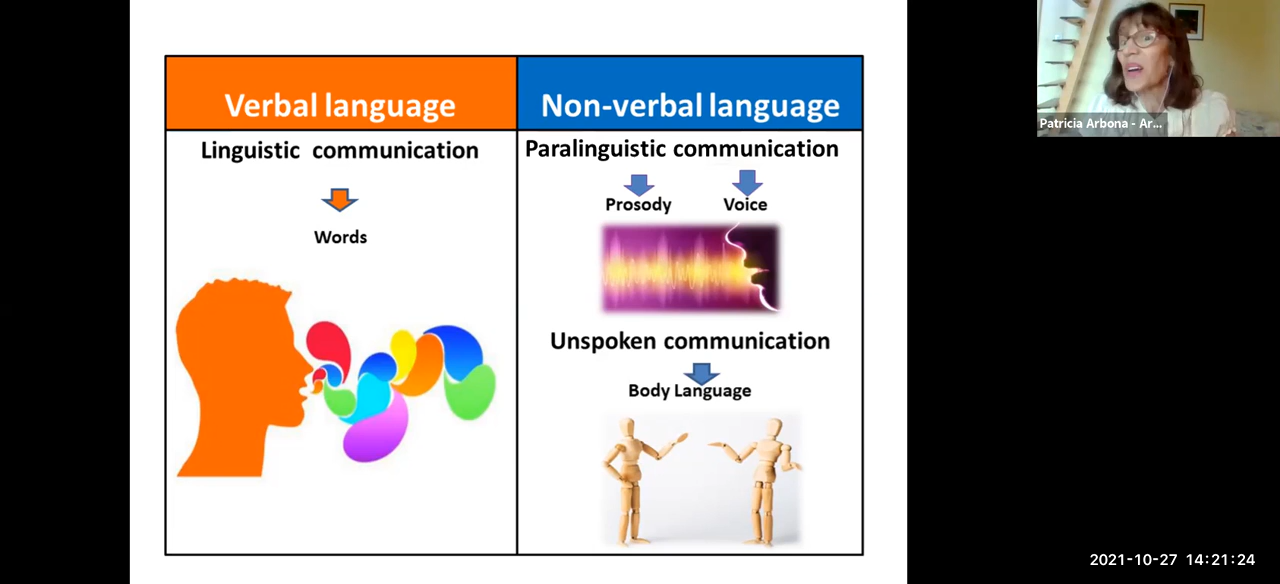 Verbal language
Non-verbal language
Linguistic communication
Words
Paralinguistic communication
Prosody Voice
Unspoken communication
Body Language
Patricia Arbona - Ar...
2021-10-27 14:21:24